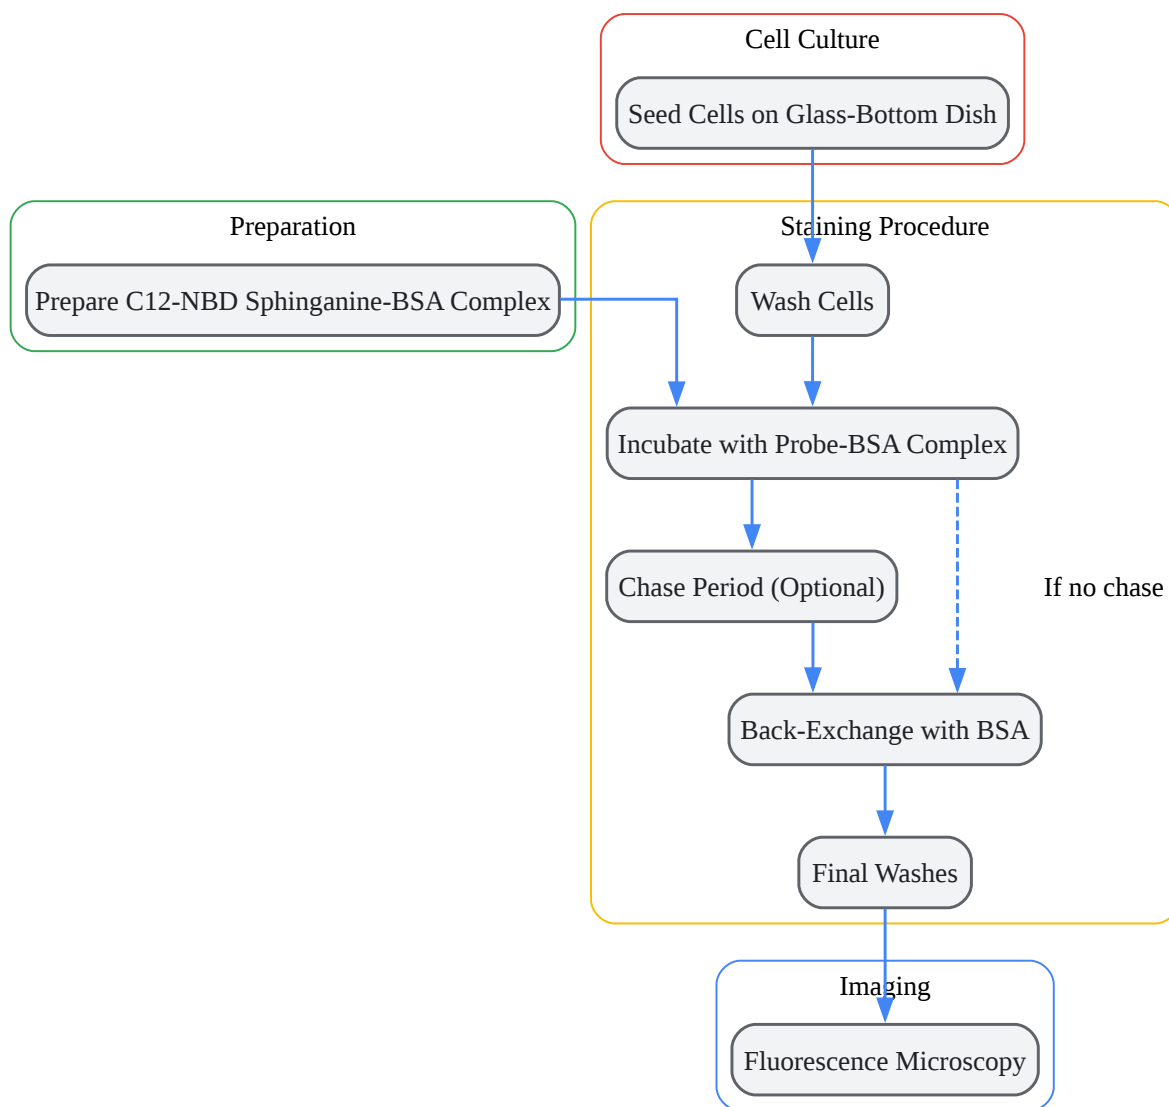 Cell Culture
Seed Cells on Glass-Bottom Dish
Preparation
Prepare C12-NBD Sphinganine-BSA Complex
Staining Procedure
Wash Cells
Incubate with Probe-BSA Complex
Chase Period (Optional)
If no chase
Back-Exchange with BSA
Final Washes
Imaging
Fluorescence Microscopy